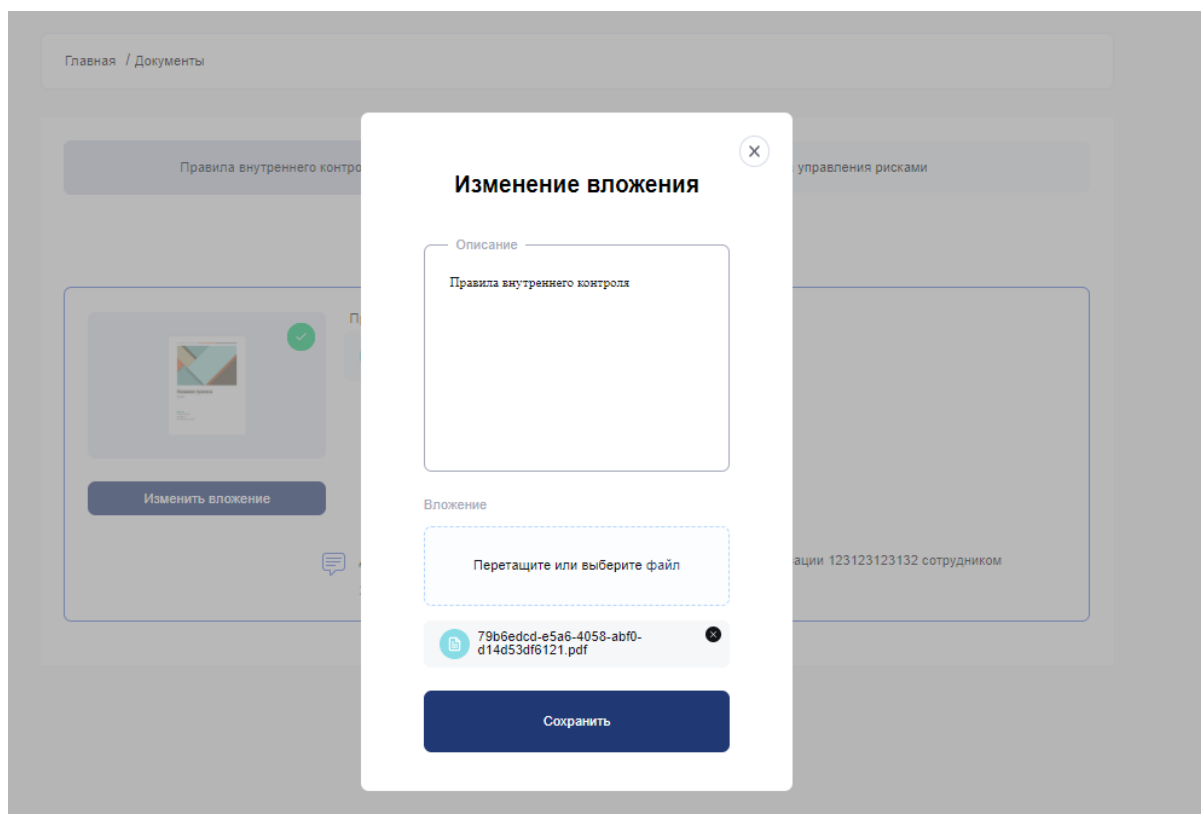 Главная / Документы
Правила внутреннего контро
управления рисками
Изменение вложения
Описание
Правила внутреннего контроля
Изменить вложение
Вложение
Перетащите или выберите файл
ации 123123123132 сотрудником
79b6edcd-e5a6-4058-abf0-
d14d53df6121.pdf
Сохранить